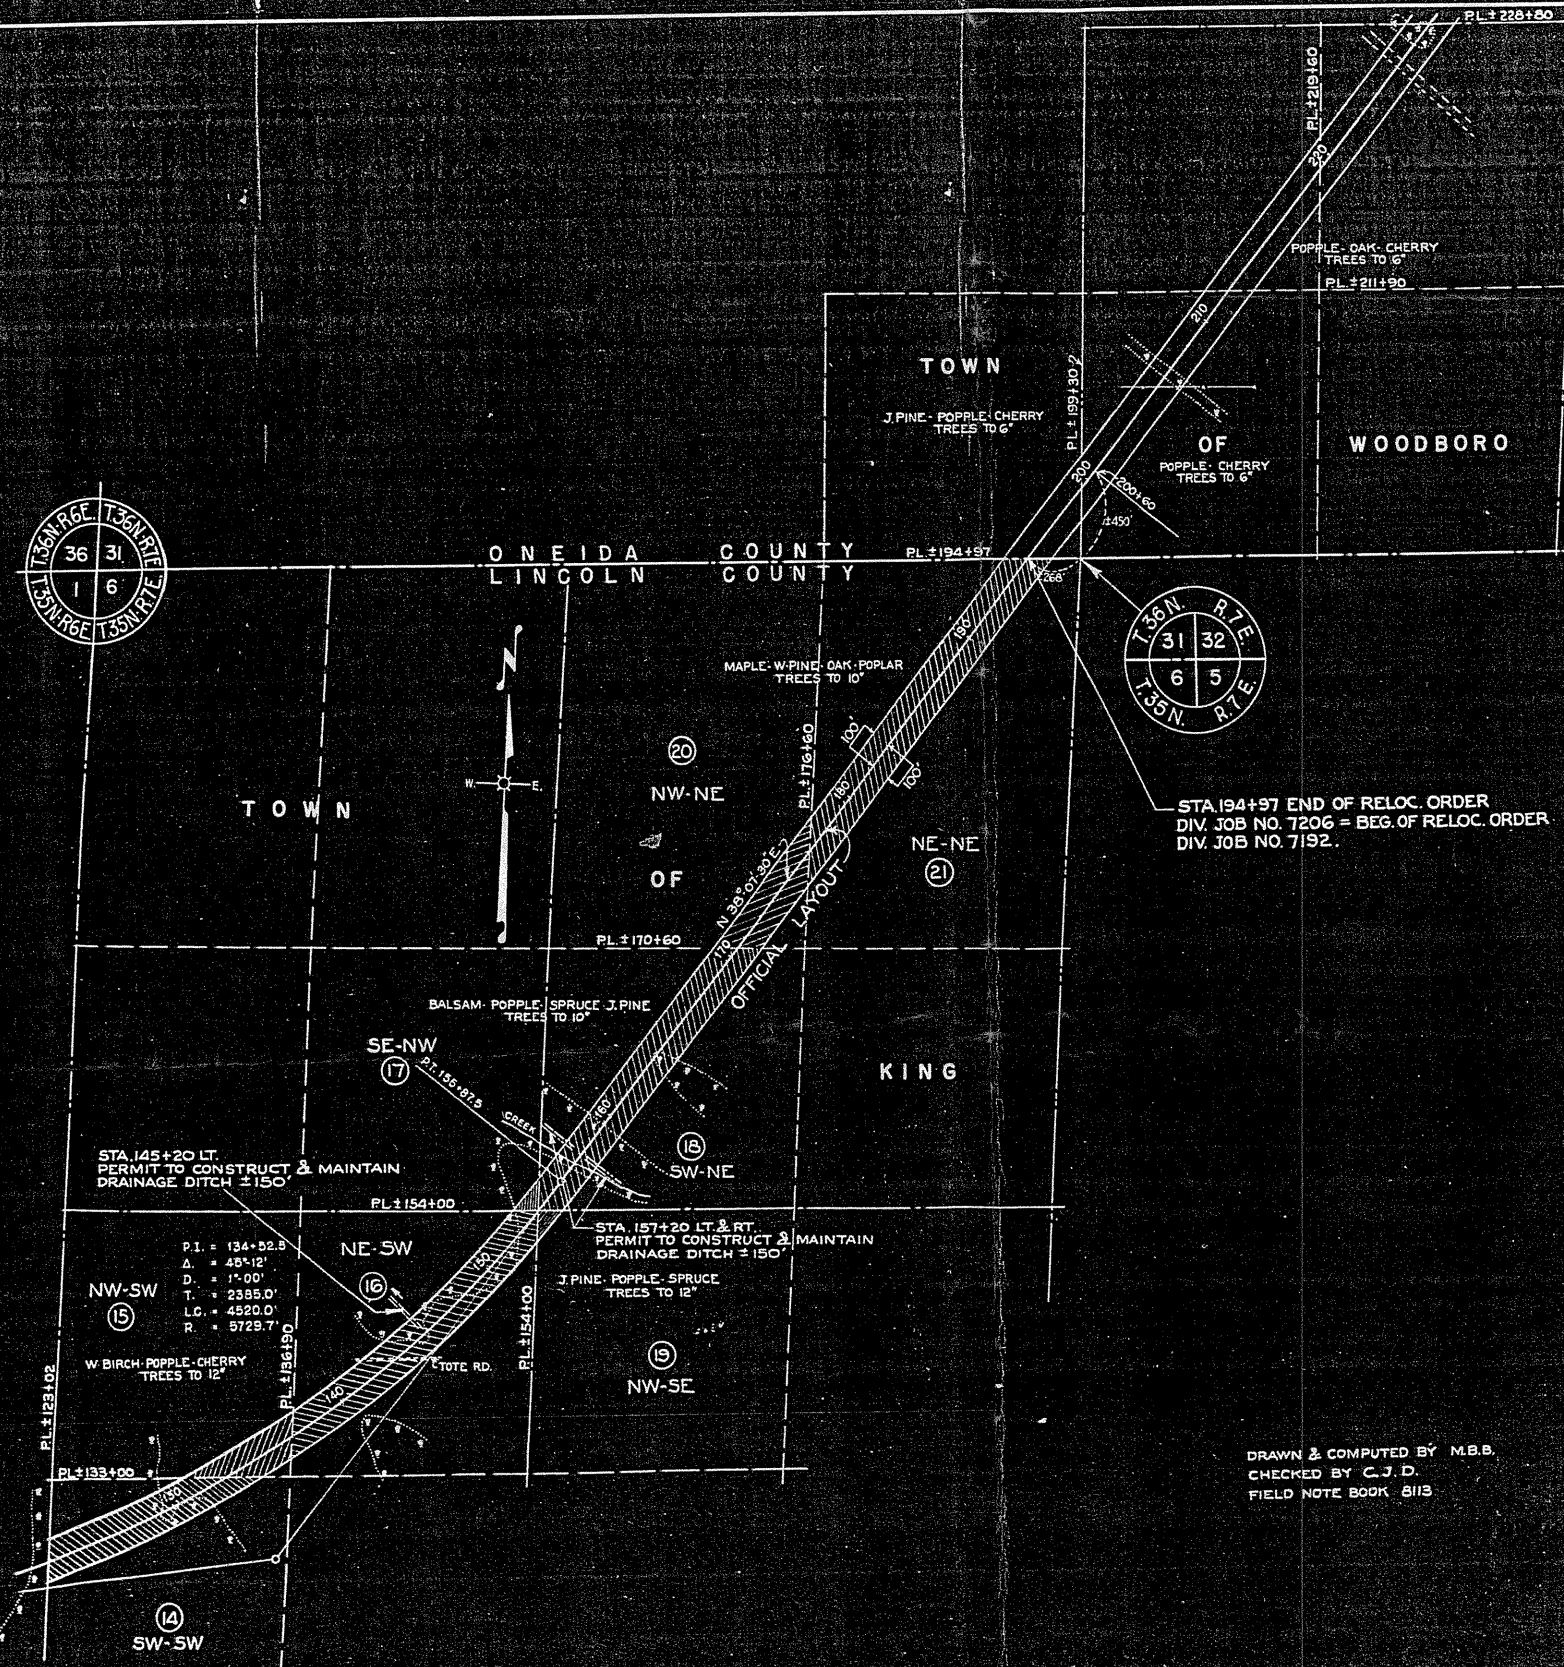 P.L. ± 228+80
P.L. ± 219+60
220
POPPLE - OAK - CHERRY
TREES TO 6"
P.L. ± 211+90
210
TOWN
P.L. ± 199+30.2
J. PINE - POPPLE - CHERRY
TREES TO 6"
OF
WOODBORO
POPPLE - CHERRY
TREES TO 6"
200
200+60
±450'
T.36N.-R.6E. T.36N.-R.7E.
36 31
1 6
T.35N.-R.6E. T.35N.-R.7E.
ONEIDA COUNTY
LINCOLN COUNTY
P.L. ± 194+97
±268'
T.36N. R.7E.
31 32
6 5
T.35N. R.7E.
190
MAPLE - W. PINE - OAK - POPLAR
TREES TO 10"
N
W. E.
20
NW-NE
P.L. ± 176+60
100'
100'
180
TOWN
STA. 194+97 END OF RELOC. ORDER
DIV. JOB NO. 7206 = BEG. OF RELOC. ORDER
DIV. JOB NO. 7192.
NE-NE
21
OF
N 38°-07'-30" E
OFFICIAL LAYOUT
170
P.L. ± 170+60
BALSAM - POPPLE - SPRUCE - J. PINE
TREES TO 10"
SE-NW
17
P.T. 156+87.5
KING
CREEK
160
18
SW-NE
STA. 145+20 LT.
PERMIT TO CONSTRUCT & MAINTAIN
DRAINAGE DITCH ±150'
P.L. ± 154+00
STA. 157+20 LT. & RT.
PERMIT TO CONSTRUCT & MAINTAIN
DRAINAGE DITCH ±150'
P.I. = 134+52.5
Δ. = 45°-12'
D. = 1°-00'
T. = 2385.0'
L.C. = 4520.0'
R. = 5729.7'
NE-SW
16
150
NW-SW
15
J. PINE - POPPLE - SPRUCE
TREES TO 12"
P.L. ± 154+00
W. BIRCH - POPPLE - CHERRY
TREES TO 12"
P.L. ± 136+90
TOTE RD.
19
NW-SE
140
P.L. ± 123+02
P.L. ± 133+00
130
DRAWN & COMPUTED BY M.B.B.
CHECKED BY C.J.D.
FIELD NOTE BOOK 8113
14
SW-SW